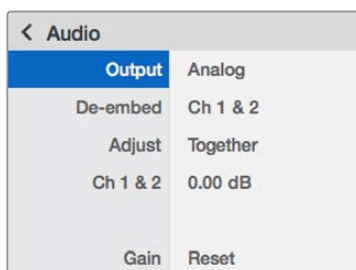 < Audio
Output Analog
De-embed Ch 1 & 2
Adjust Together
Ch 1 & 2 0.00 dB
Gain Reset